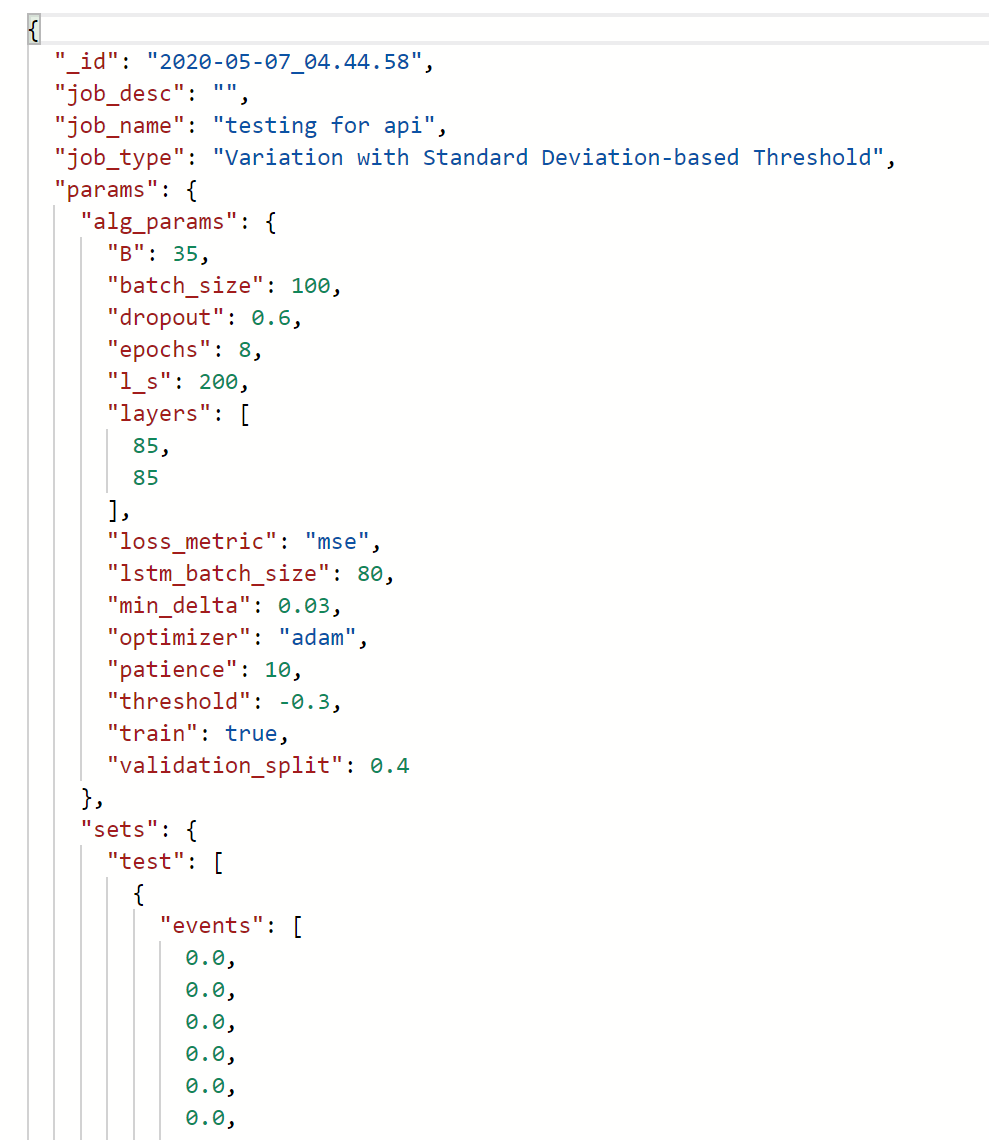 {
"_id": "2020-05-07_04.44.58",
"job_desc": "",
"job_name": "testing for api",
"job_type": "Variation with Standard Deviation-based Threshold",
"params": {
"alg_params": {
"B": 35,
"batch_size": 100,
"dropout": 0.6,
"epochs": 8,
"l_s": 200,
"layers": [
85,
85
],
"loss_metric": "mse",
"lstm_batch_size": 80,
"min_delta": 0.03,
"optimizer": "adam",
"patience": 10,
"threshold": -0.3,
"train": true,
"validation_split": 0.4
},
"sets": {
"test": [
{
"events": [
0.0,
0.0,
0.0,
0.0,
0.0,
0.0,